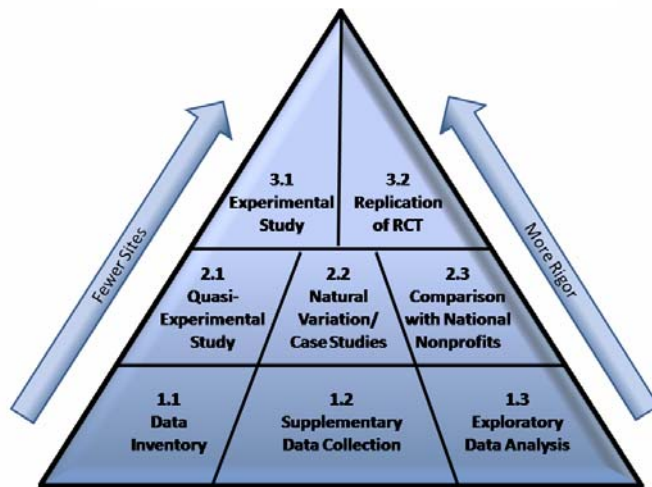 3.1
Experimental
Study
3.2
Replication
of RCT
Fewer Sites
More Rigor
2.1
Quasi-
Experimental
Study
2.2
Natural
Variation/
Case Studies
2.3
Comparison
with National
Nonprofits
1.1
Data
Inventory
1.2
Supplementary
Data Collection
1.3
Exploratory
Data Analysis